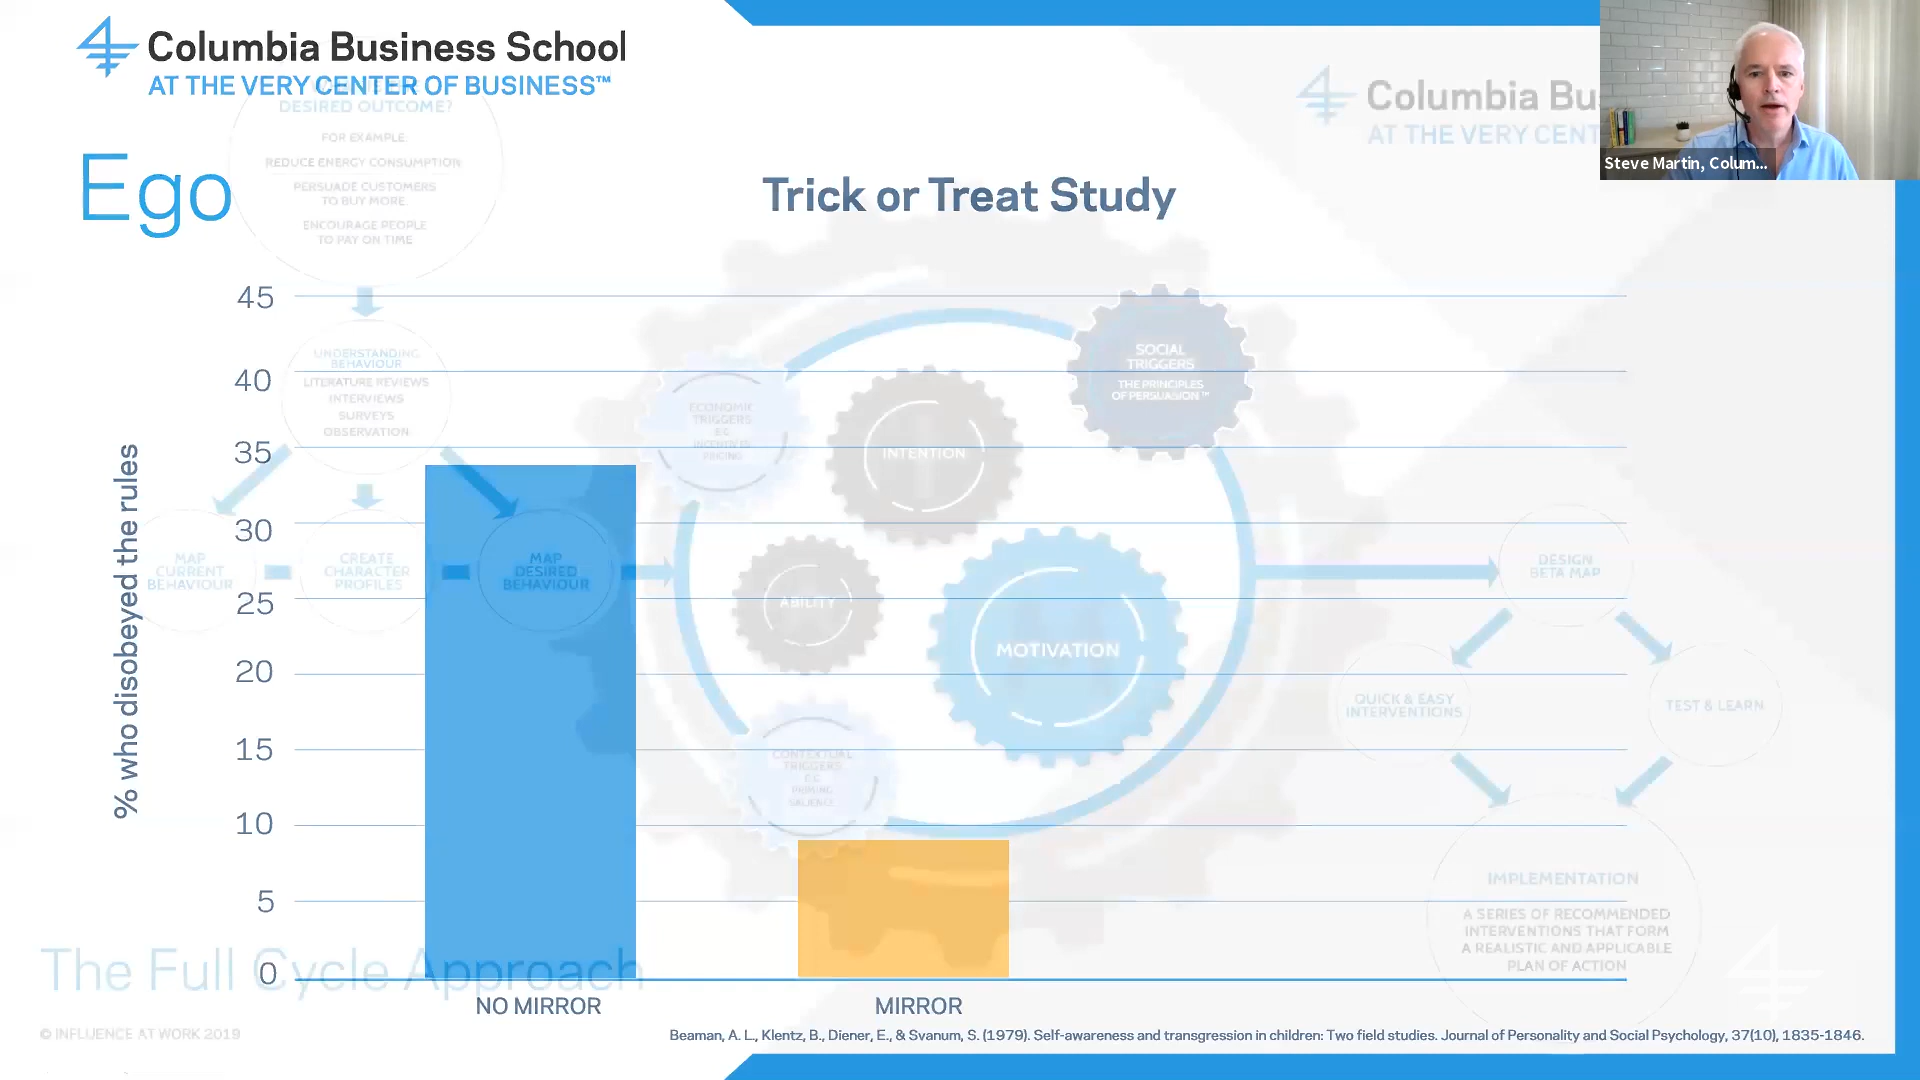 Columbia Business School
AT THE VERY CENTER OF BUSINESS™
Columbia Bu
AT THE VERY CENT
Steve Martin, Colum...
DESIRED OUTCOME?
FOR EXAMPLE
REDUCE ENERGY CONSUMPTION
PERSUADE CUSTOMERS
TO BUY MORE
ENCOURAGE PEOPLE
TO PAY ON TIME
Ego
Trick or Treat Study
45
40
35
30
25
20
15
10
5
0
% who disobeyed the rules
UNDERSTANDING
BEHAVIOUR
LITERATURE REVIEWS
INTERVIEWS
SURVEYS
OBSERVATION
MAP
CURRENT
BEHAVIOUR
CREATE
CHARACTER
PROFILES
MAP
DESIRED
BEHAVIOUR
ECONOMIC
TRIGGERS
E.G
INCENTIVES
PRICING
INTENTION
SOCIAL
TRIGGERS
THE PRINCIPLES
OF PERSUASION™
ABILITY
MOTIVATION
CONTEXTUAL
TRIGGERS
E.G
PRIMING
SALIENCE
DESIGN
BETA MAP
QUICK & EASY
INTERVENTIONS
TEST & LEARN
IMPLEMENTATION
A SERIES OF RECOMMENDED
INTERVENTIONS THAT FORM
A REALISTIC AND APPLICABLE
PLAN OF ACTION
The Full Cycle Approach
NO MIRROR
MIRROR
© INFLUENCE AT WORK 2019
Beaman, A. L., Klentz, B., Diener, E., & Svanum, S. (1979). Self-awareness and transgression in children: Two field studies. Journal of Personality and Social Psychology, 37(10), 1835-1846.